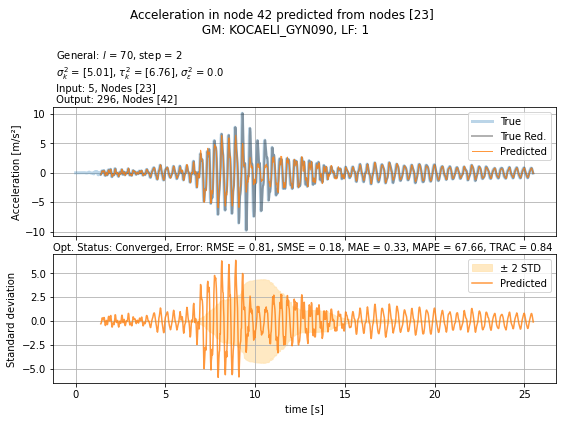 Acceleration in node 42 predicted from nodes [23]
GM: KOCAELI_GYN090, LF: 1
General: l = 70, step = 2
σ²ₖ = [5.01], τ²ₖ = [6.76], σ²ε = 0.0
Input: 5, Nodes [23]
Output: 296, Nodes [42]
Acceleration [m/s²]
10
5
0
−5
−10
True
True Red.
Predicted
Opt. Status: Converged, Error: RMSE = 0.81, SMSE = 0.18, MAE = 0.33, MAPE = 67.66, TRAC = 0.84
Standard deviation
5.0
2.5
0.0
−2.5
−5.0
± 2 STD
Predicted
0 5 10 15 20 25
time [s]